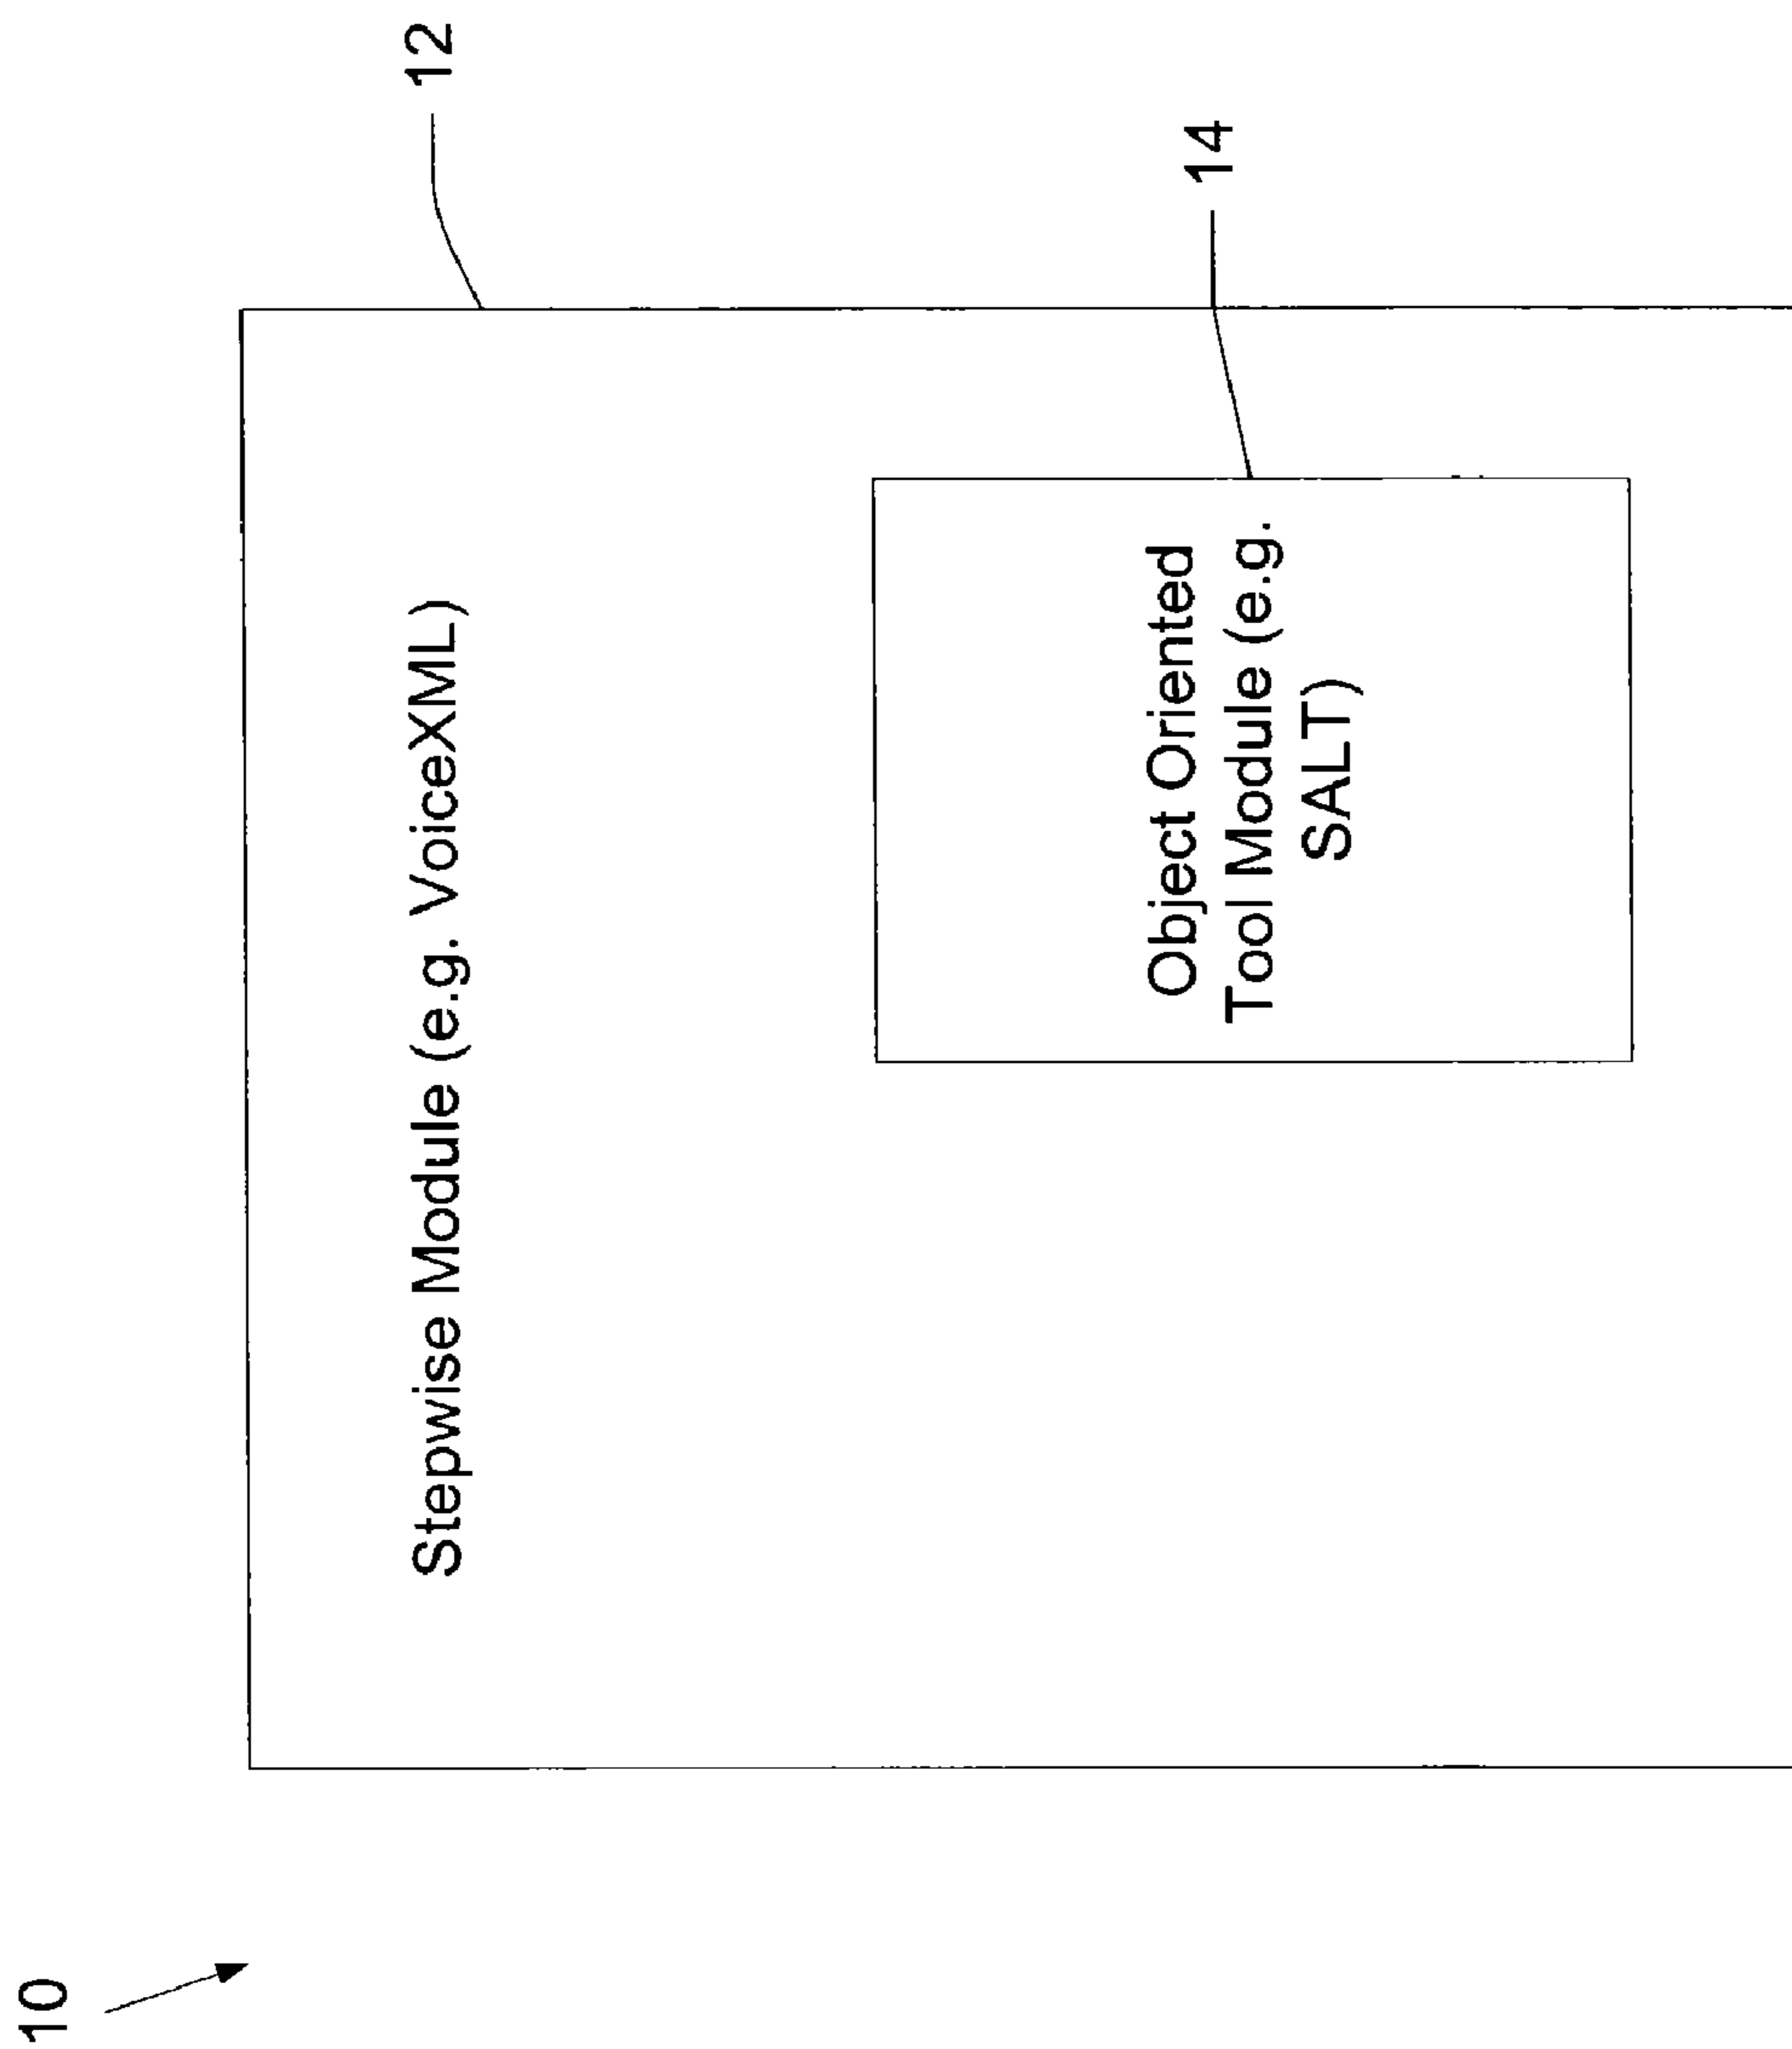 10
12
Stepwise Module (e.g. VoiceXML)
14
Object Oriented
Tool Module (e.g.
SALT)